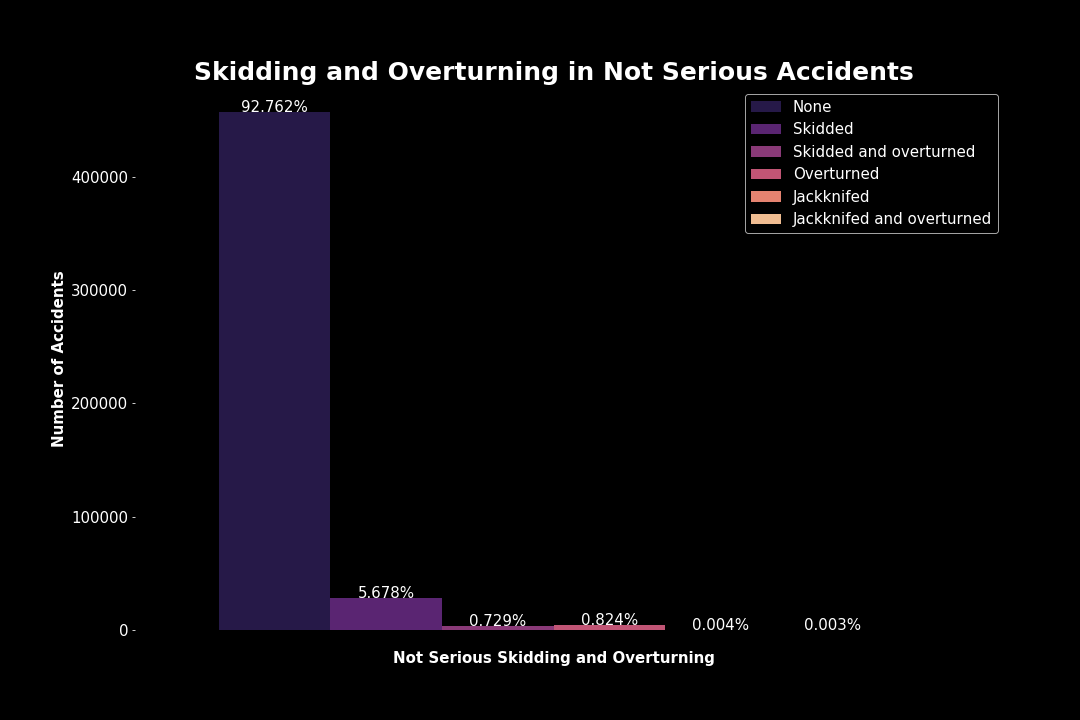 Skidding and Overturning in Not Serious Accidents
92.762%
None
Skidded
Skidded and overturned
Overturned
Jackknifed
Jackknifed and overturned
400000
300000
200000
100000
0
Number of Accidents
5.678%
0.729%
0.824%
0.004%
0.003%
Not Serious Skidding and Overturning